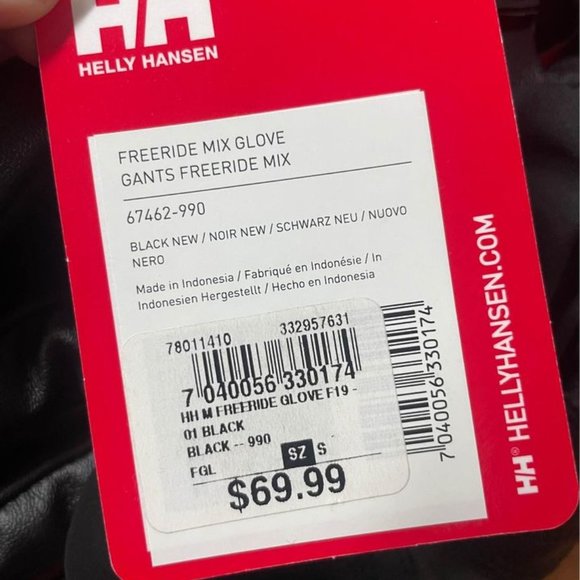 HH
HELLY HANSEN
FREERIDE MIX GLOVE
GANTS FREERIDE MIX
67462-990
BLACK NEW / NOIR NEW / SCHWARZ NEU / NUOVO
NERO
Made in Indonesia / Fabriqué en Indonésie / In
Indonesien Hergestellt / Hecho en Indonesia
78011410 332957631
7 040056 330174
HH M FREERIDE GLOVE F19 -
01 BLACK
BLACK -- 990
FGL SZ S
$69.99
7 040056 330174
HH HELLYHANSEN.COM